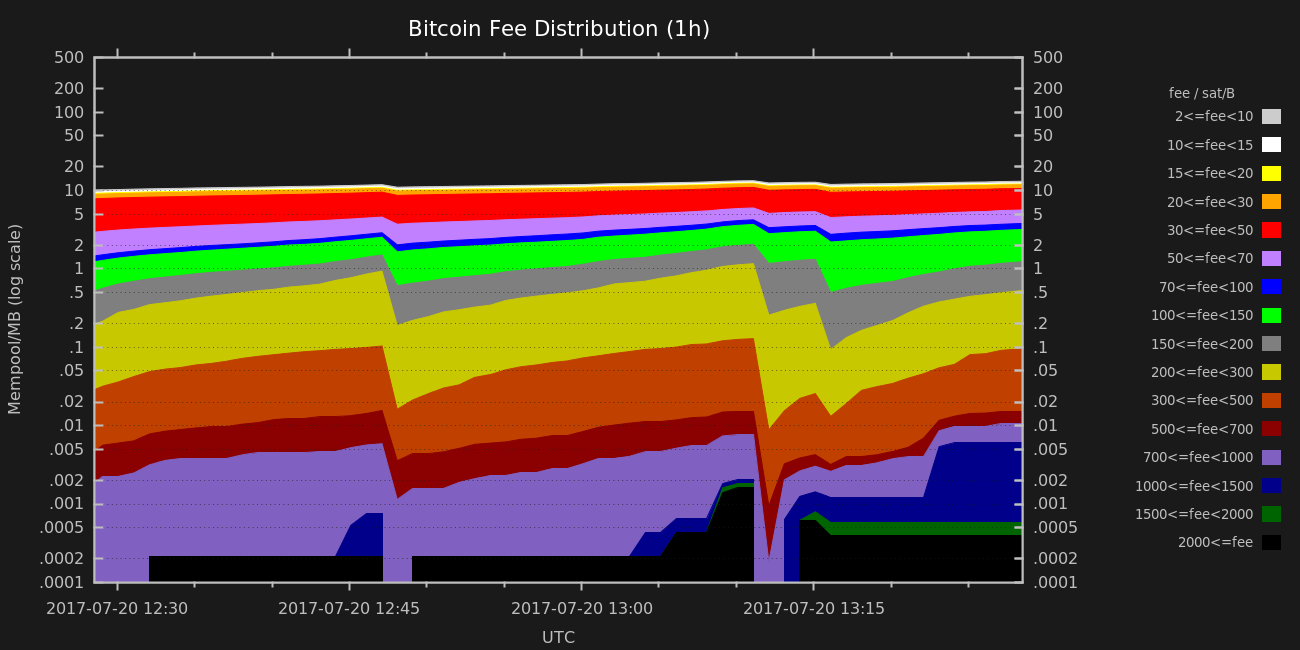 Bitcoin Fee Distribution (1h)
500
200
100
50
20
10
5
2
1
.5
.2
.1
.05
.02
.01
.005
.002
.001
.0005
.0002
.0001
Mempool/MB (log scale)
500
200
100
50
20
10
5
2
1
.5
.2
.1
.05
.02
.01
.005
.002
.001
.0005
.0002
.0001
2017-07-20 12:30 2017-07-20 12:45 2017-07-20 13:00 2017-07-20 13:15
UTC
fee / sat/B
2<=fee<10
10<=fee<15
15<=fee<20
20<=fee<30
30<=fee<50
50<=fee<70
70<=fee<100
100<=fee<150
150<=fee<200
200<=fee<300
300<=fee<500
500<=fee<700
700<=fee<1000
1000<=fee<1500
1500<=fee<2000
2000<=fee